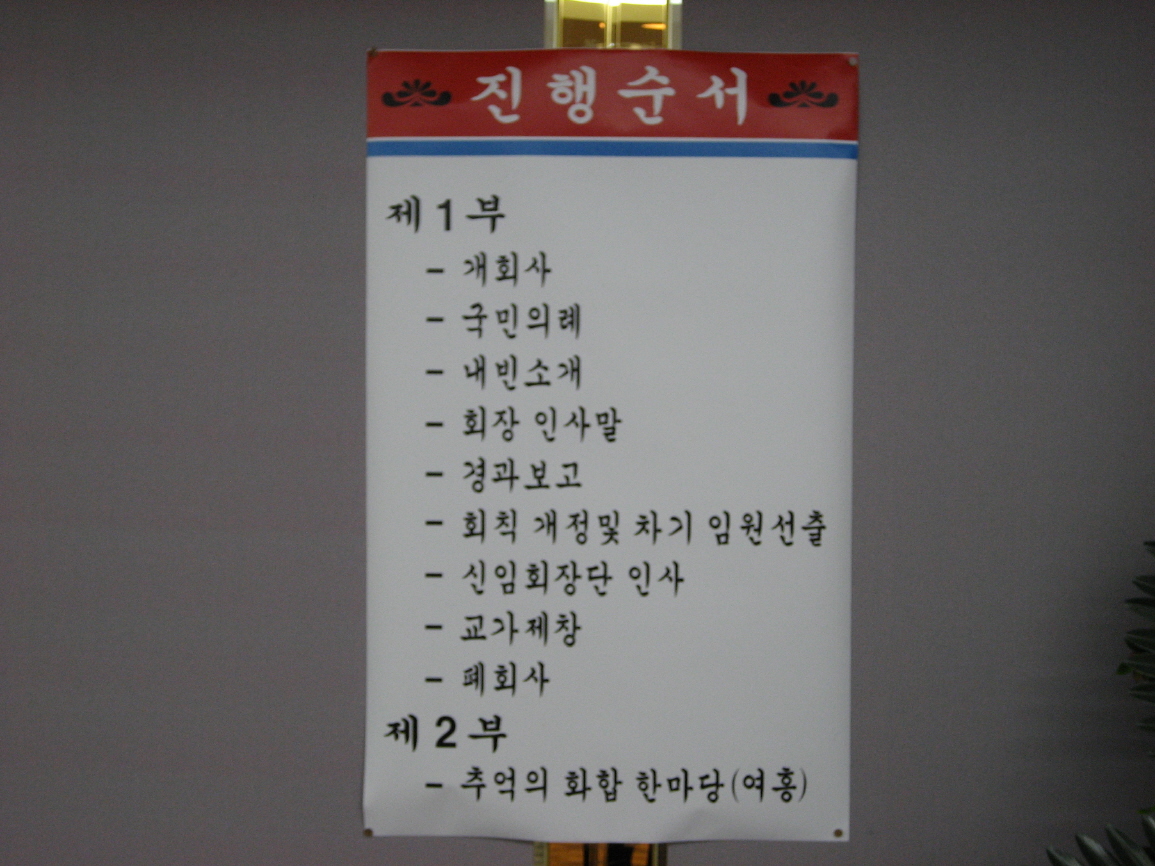 진행순서
제 1 부
- 개회사
- 국민의례
- 내빈소개
- 회장 인사말
- 경과보고
- 회칙 개정및 차기 임원선출
- 신임회장단 인사
- 교가제창
- 폐회사
제 2 부
- 추억의 화합 한마당(여흥)